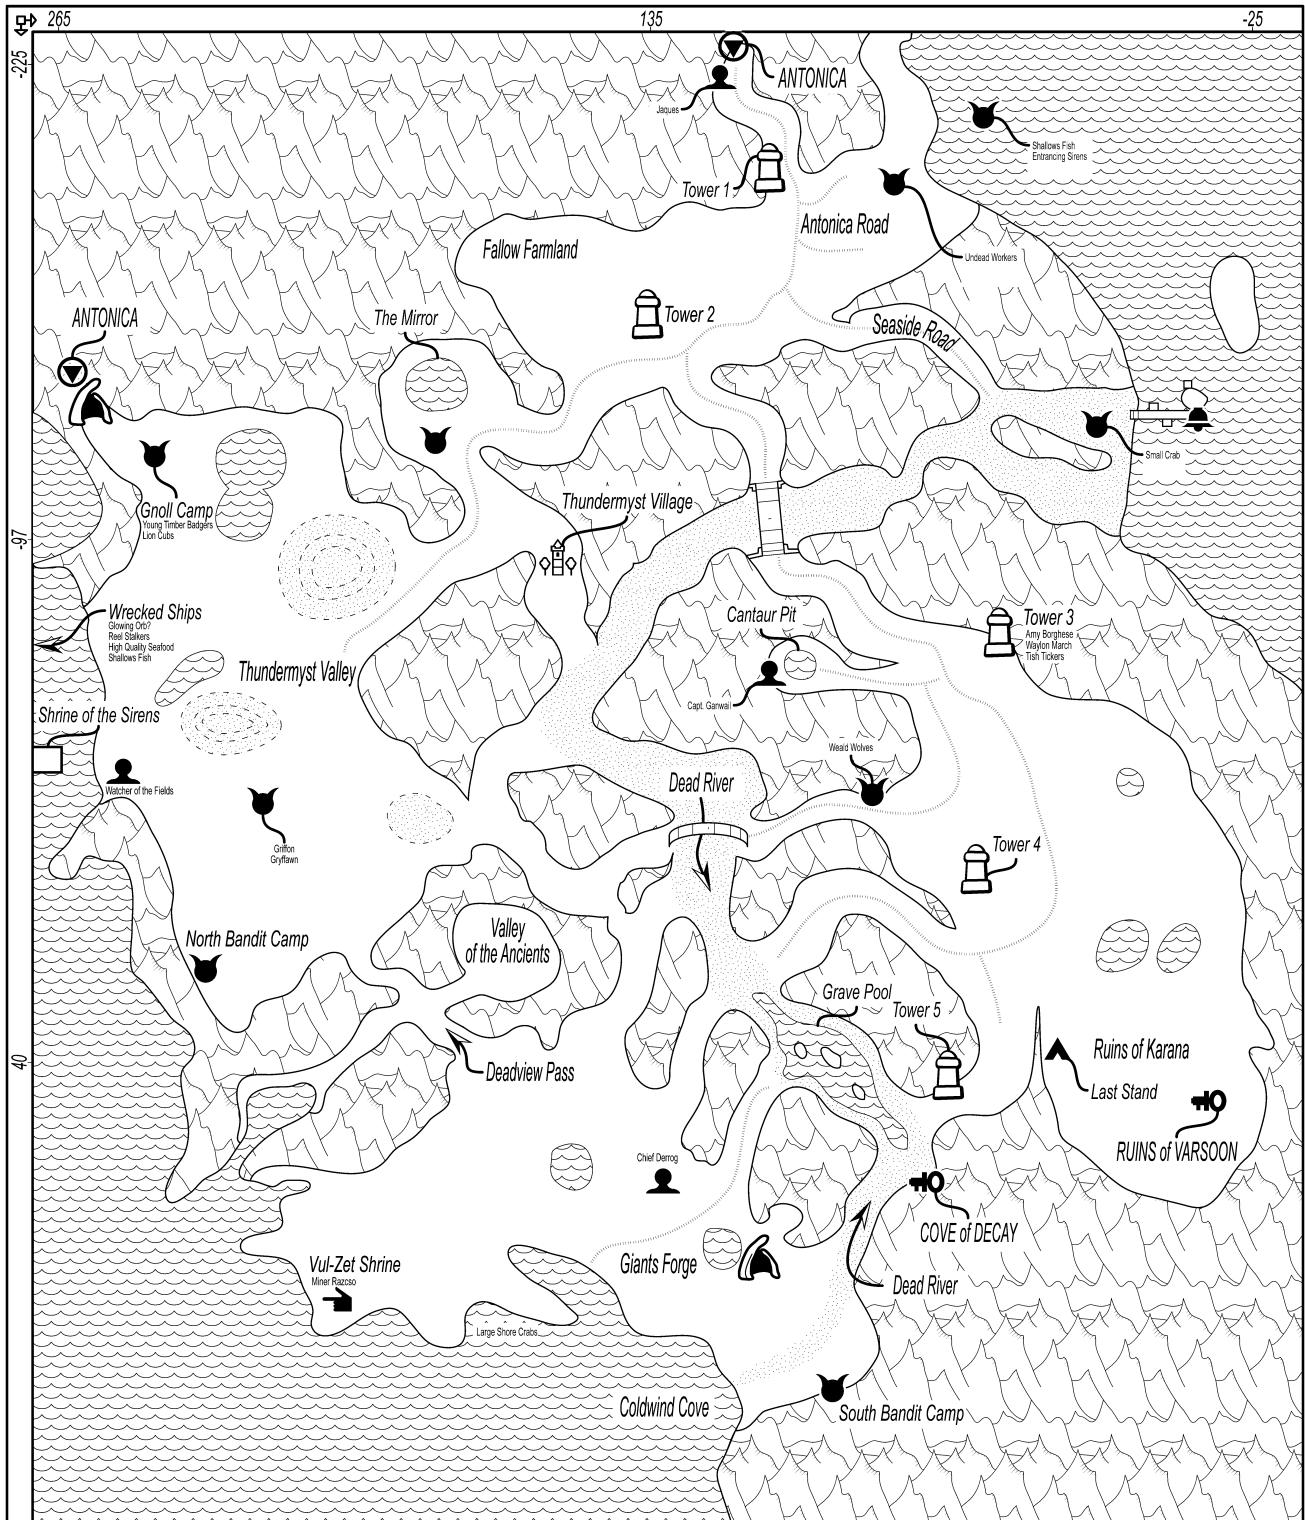 265
135
-25
-225
ANTONICA
Jaques
Shallows Fish
Entrancing Sirens
Tower 1
Antonica Road
Fallow Farmland
Undead Workers
ANTONICA
The Mirror
Tower 2
Seaside Road
Small Crab
Gnoll Camp
Young Timber Badgers
Lion Cubs
Thundermyst Village
-97
Wrecked Ships
Glowing Orb?
Reel Stalkers
High Quality Seafood
Shallows Fish
Cantaur Pit
Tower 3
Amy Borghese
Waylon March
Tish Tickers
Thundermyst Valley
Capt. Ganwail
Shrine of the Sirens
Weald Wolves
Watcher of the Fields
Dead River
Griffon
Gryffawn
Tower 4
North Bandit Camp
Valley
of the Ancients
Grave Pool
Tower 5
40
Deadview Pass
Ruins of Karana
Last Stand
RUINS of VARSOON
Chief Derrog
COVE of DECAY
Vul-Zet Shrine
Miner Razcso
Giants Forge
Dead River
Large Shore Crabs
Coldwind Cove
South Bandit Camp